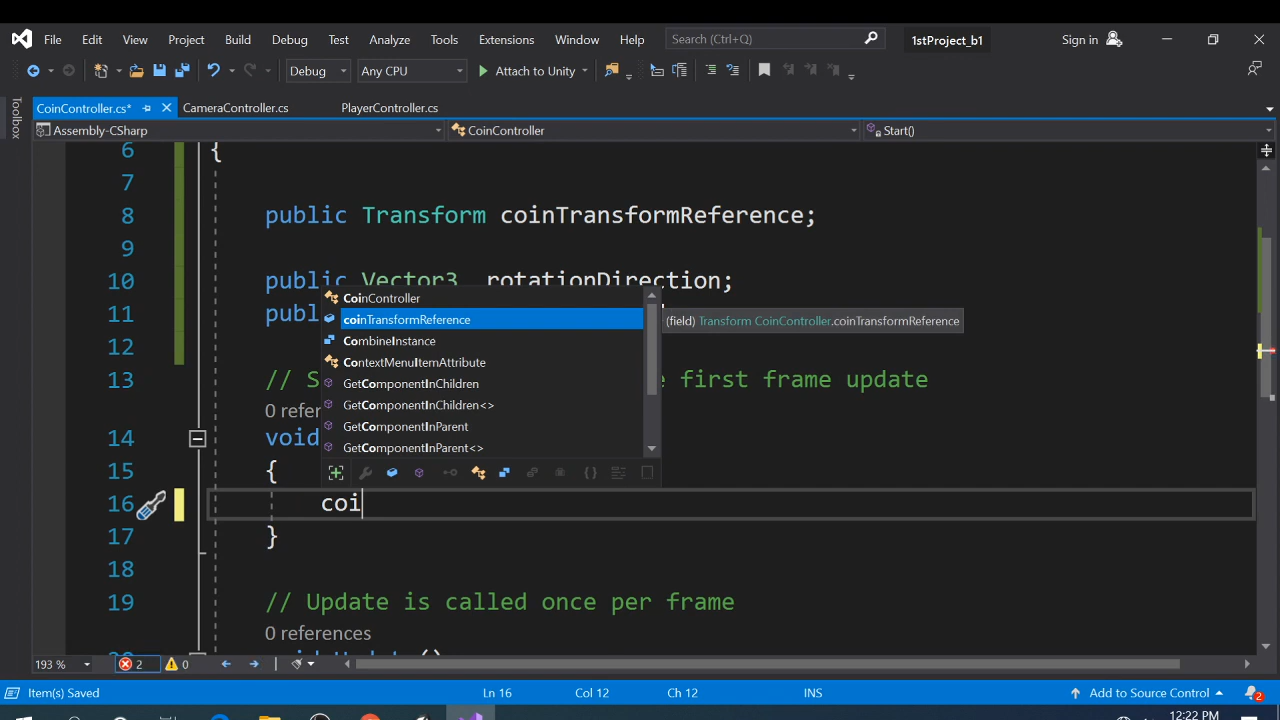 File Edit View Project Build Debug Test Analyze Tools Extensions Window Help Search (Ctrl+Q) 1stProject_b1 Sign in
Debug Any CPU Attach to Unity
CoinController.cs* CameraController.cs PlayerController.cs
Toolbox
Assembly-CSharp CoinController Start()
6 {
7
8 public Transform coinTransformReference;
9
10 public Vector3 rotationDirection;
11 publ
CoinController
coinTransformReference
(field) Transform CoinController.coinTransformReference
CombineInstance
ContextMenuItemAttribute
GetComponentInChildren
GetComponentInChildren<>
GetComponentInParent
GetComponentInParent<>
12
13 // S e first frame update
0 refer
14 void
15 {
16 coi
17 }
18
19 // Update is called once per frame
0 references
193 % 2 0
Item(s) Saved Ln 16 Col 12 Ch 12 INS Add to Source Control 2
12:22 PM